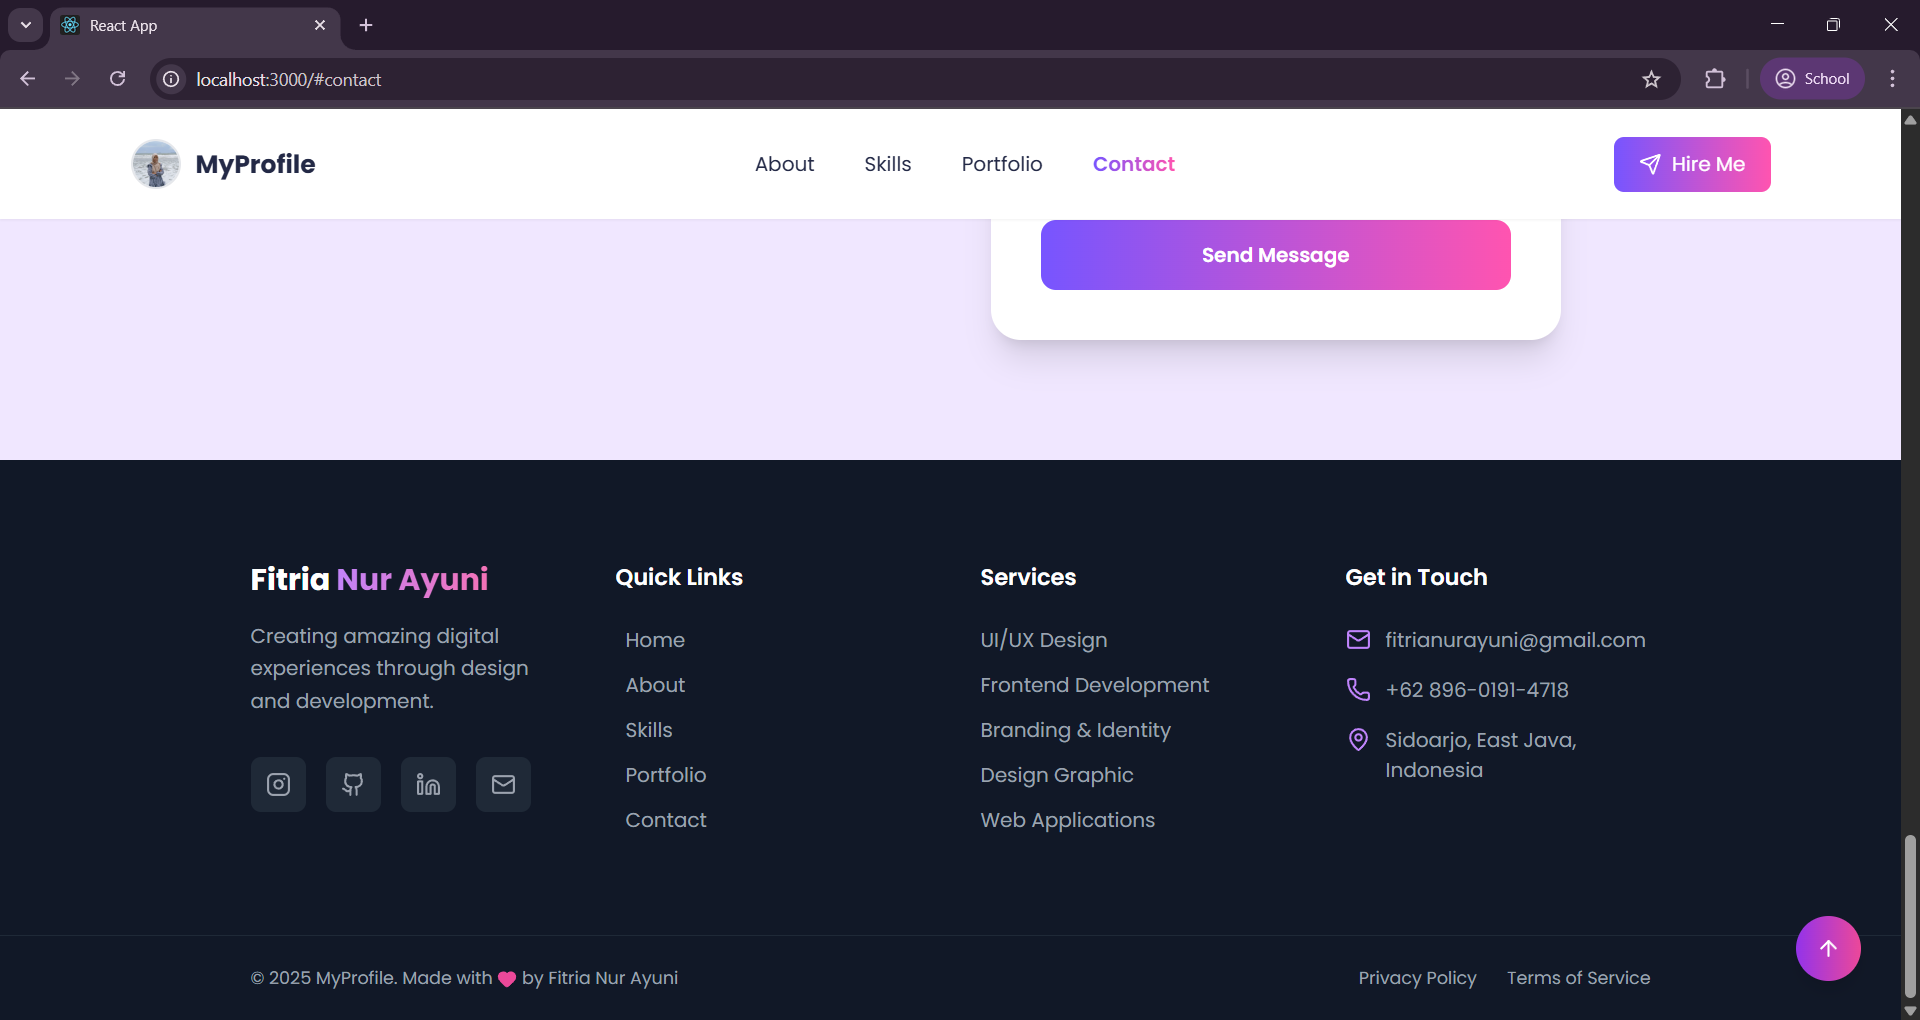 React App
localhost:3000/#contact
School
MyProfile
About
Skills
Portfolio
Contact
Hire Me
Send Message
Fitria Nur Ayuni
Creating amazing digital
experiences through design
and development.
Quick Links
Home
About
Skills
Portfolio
Contact
Services
UI/UX Design
Frontend Development
Branding & Identity
Design Graphic
Web Applications
Get in Touch
fitrianurayuni@gmail.com
+62 896-0191-4718
Sidoarjo, East Java,
Indonesia
© 2025 MyProfile. Made with by Fitria Nur Ayuni
Privacy Policy
Terms of Service